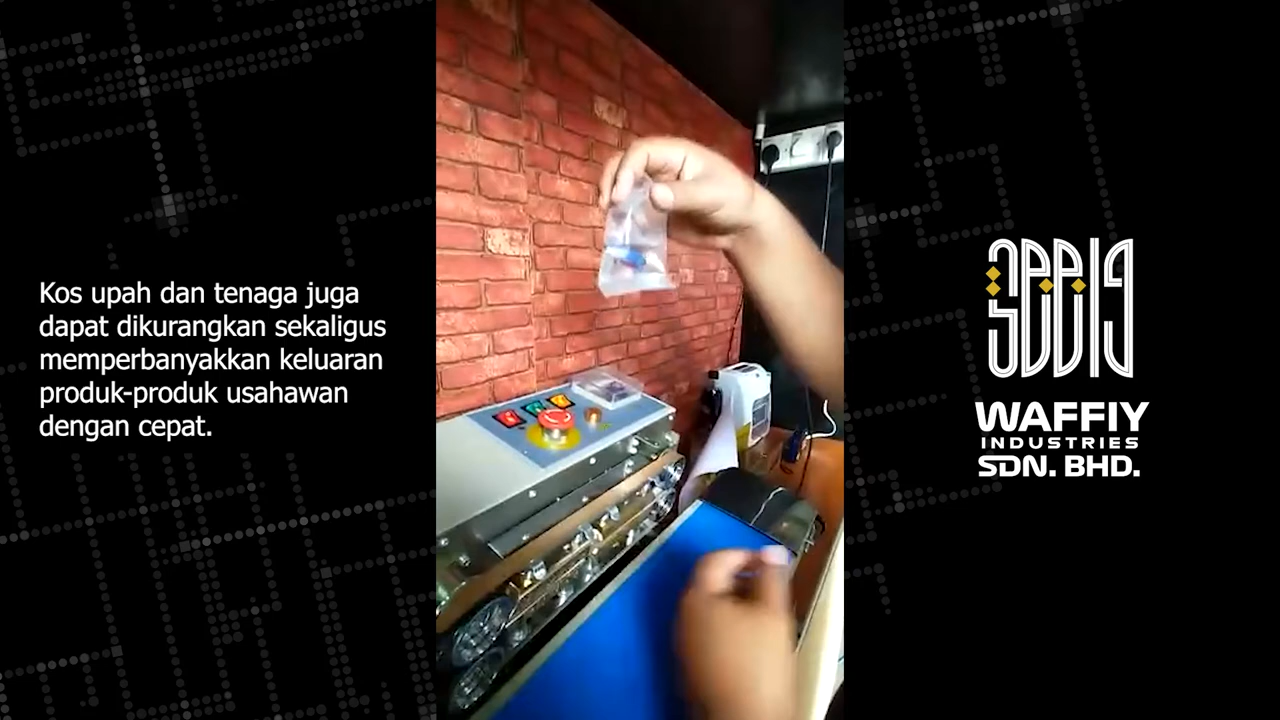 Kos upah dan tenaga juga
dapat dikurangkan sekaligus
memperbanyakkan keluaran
produk-produk usahawan
dengan cepat.
WAFFIY
INDUSTRIES
SDN. BHD.